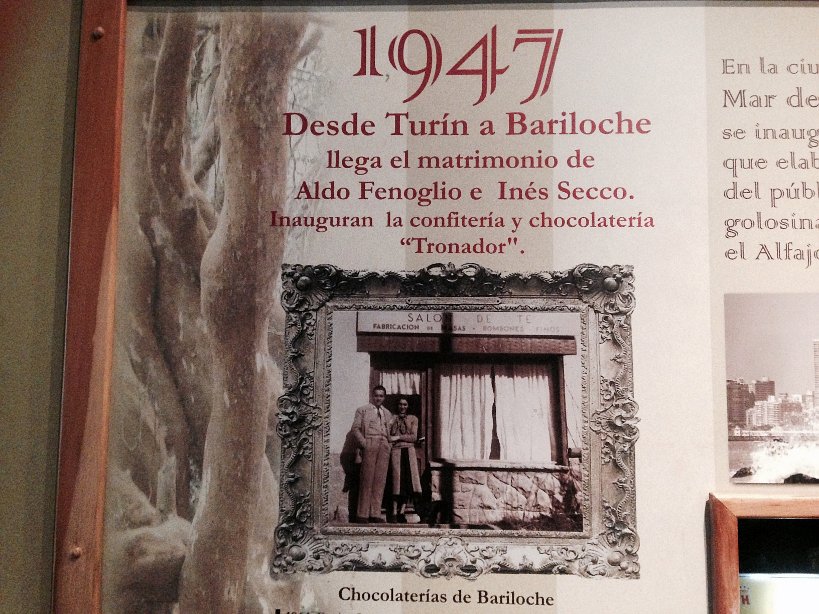 1947
Desde Turín a Bariloche
llega el matrimonio de
Aldo Fenoglio e Inés Secco.
Inauguran la confitería y chocolatería
“Tronador".
SALON DE TE
FABRICACION DE MASAS - BOMBONES FINOS
Chocolaterías de Bariloche
En la ciu
Mar de
se inaug
que elab
del públ
golosina
el Alfajo